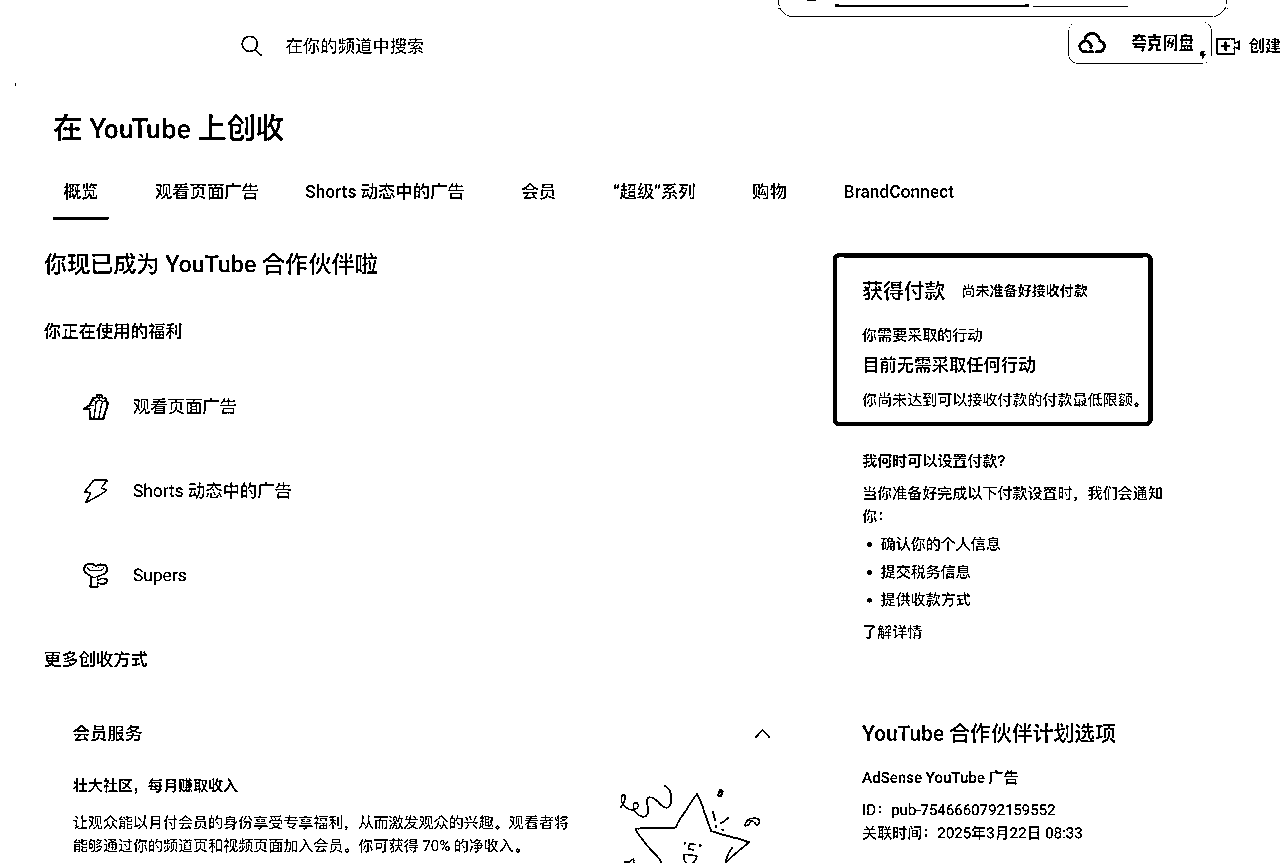 在你的频道中搜索
夸克网盘
创建
在 YouTube 上创收
概览 观看页面广告 Shorts 动态中的广告 会员 “超级”系列 购物 BrandConnect
你现已成为 YouTube 合作伙伴啦
你正在使用的福利
观看页面广告
Shorts 动态中的广告
Supers
更多创收方式
会员服务
壮大社区，每月赚取收入
让观众能以月付会员的身份享受专享福利，从而激发观众的兴趣。观看者将
能够通过你的频道页和视频页面加入会员。你可获得 70% 的净收入。
获得付款 尚未准备好接收付款
你需要采取的行动
目前无需采取任何行动
你尚未达到可以接收付款的付款最低限额。
我何时可以设置付款？
当你准备好完成以下付款设置时，我们会通知
你：
• 确认你的个人信息
• 提交税务信息
• 提供收款方式
了解详情
YouTube 合作伙伴计划选项
AdSense YouTube 广告
ID：pub-7546660792159552
关联时间：2025年3月22日 08:33